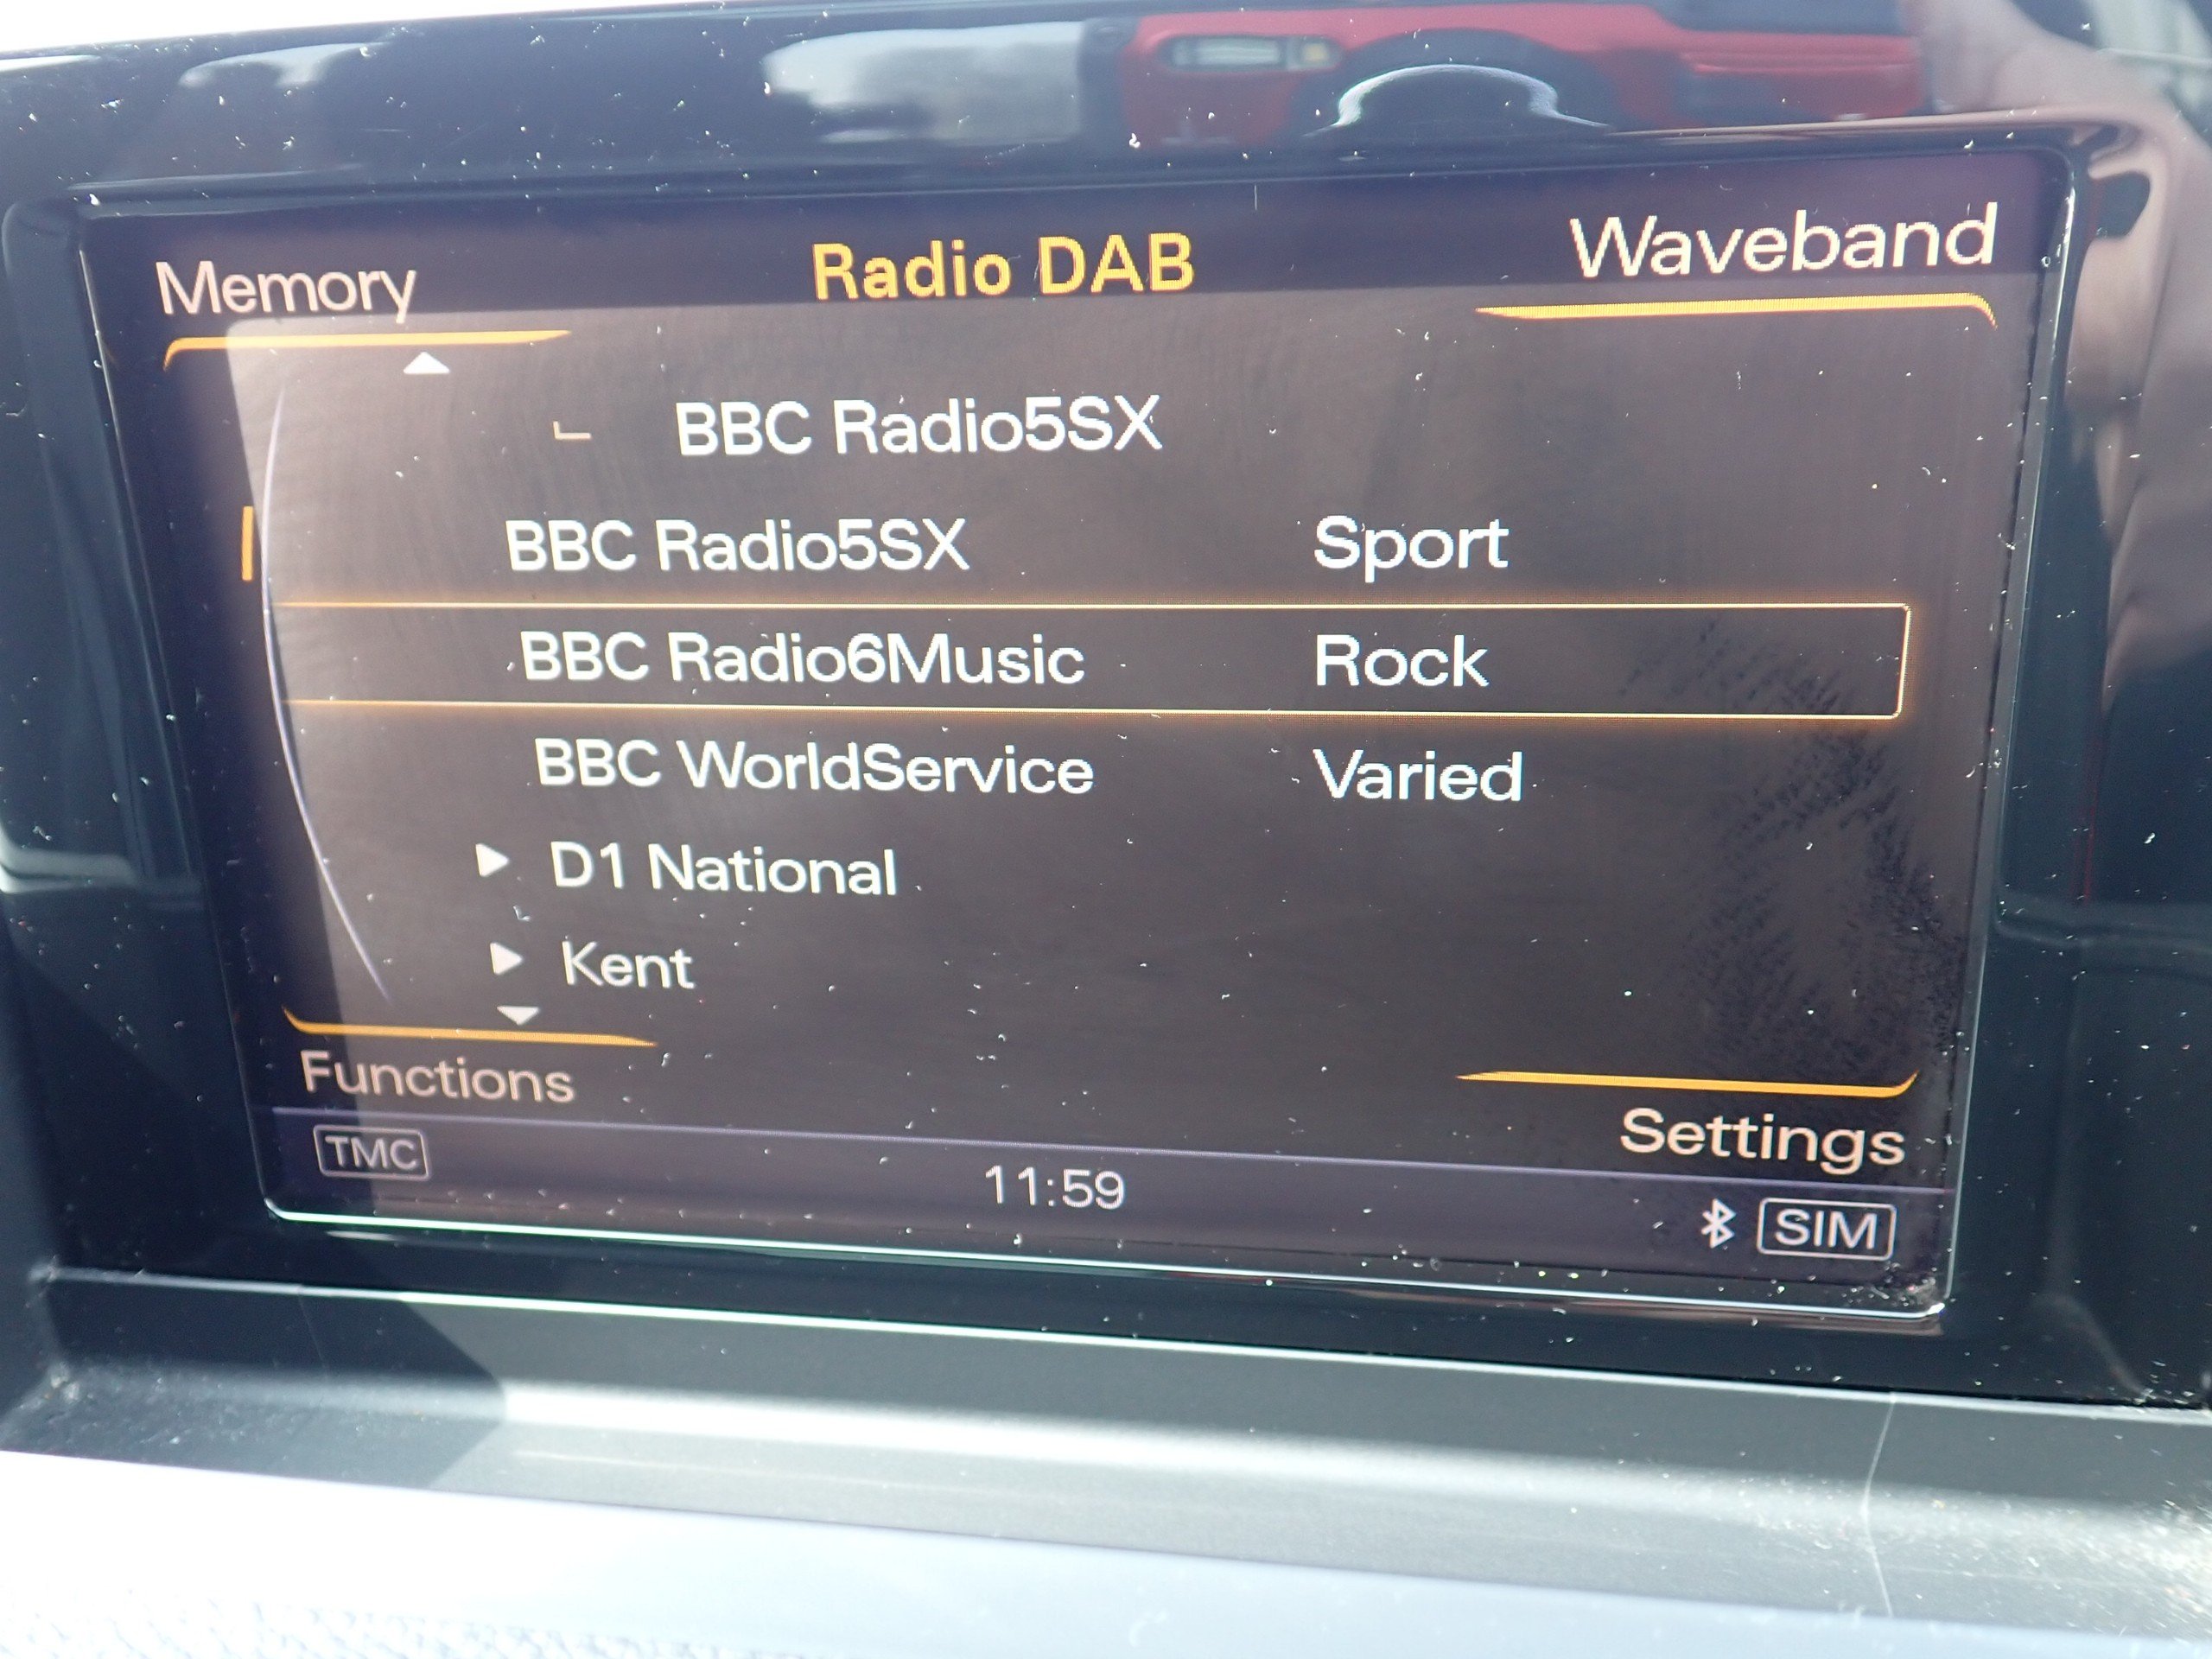 Memory
Radio DAB
Waveband
BBC Radio5SX
BBC Radio5SX Sport
BBC Radio6Music Rock
BBC WorldService Varied
D1 National
Kent
Functions
Settings
TMC
11:59
SIM